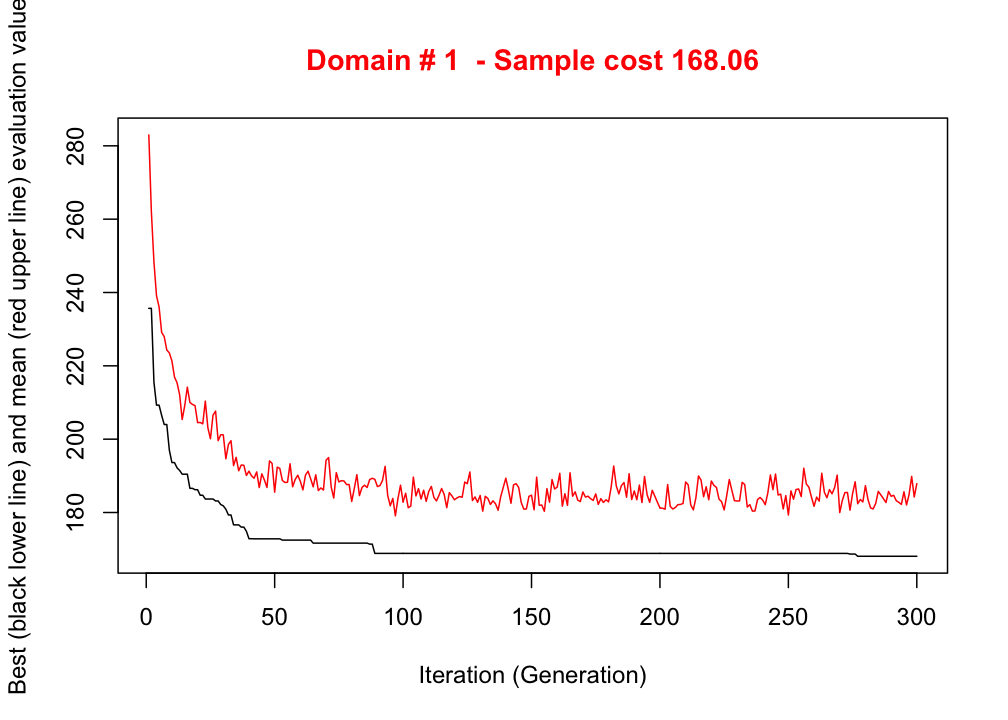 Domain # 1  - Sample cost 168.06
Best (black lower line) and mean (red upper line) evaluation value
280
260
240
220
200
180
0 50 100 150 200 250 300
Iteration (Generation)